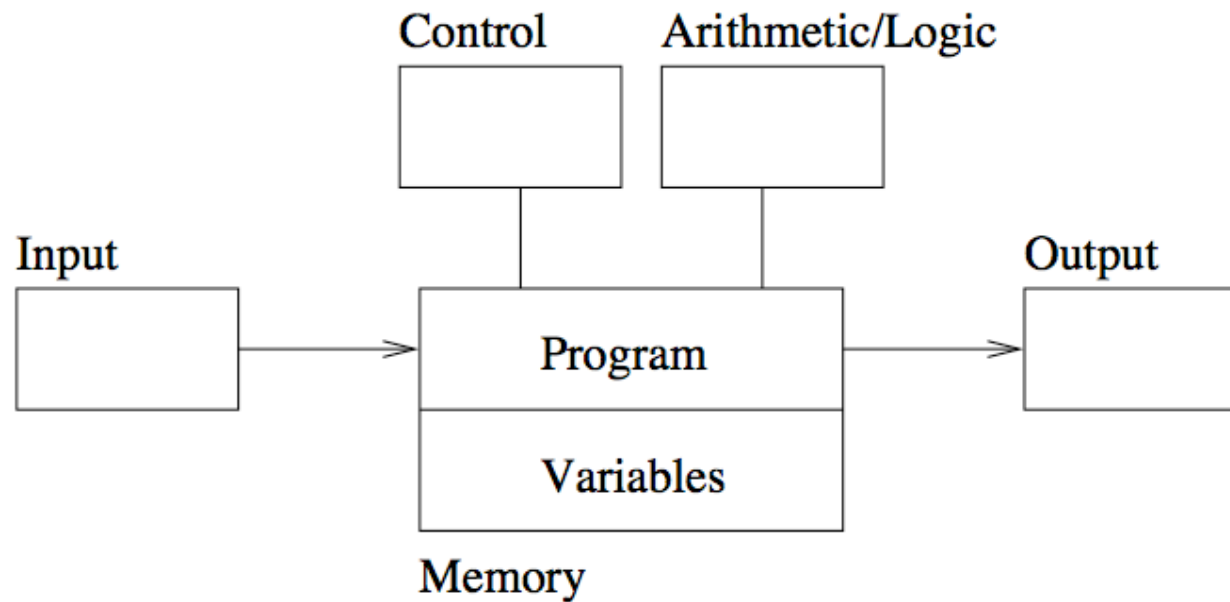 Control
Arithmetic/Logic
Input
Output
Program
Variables
Memory